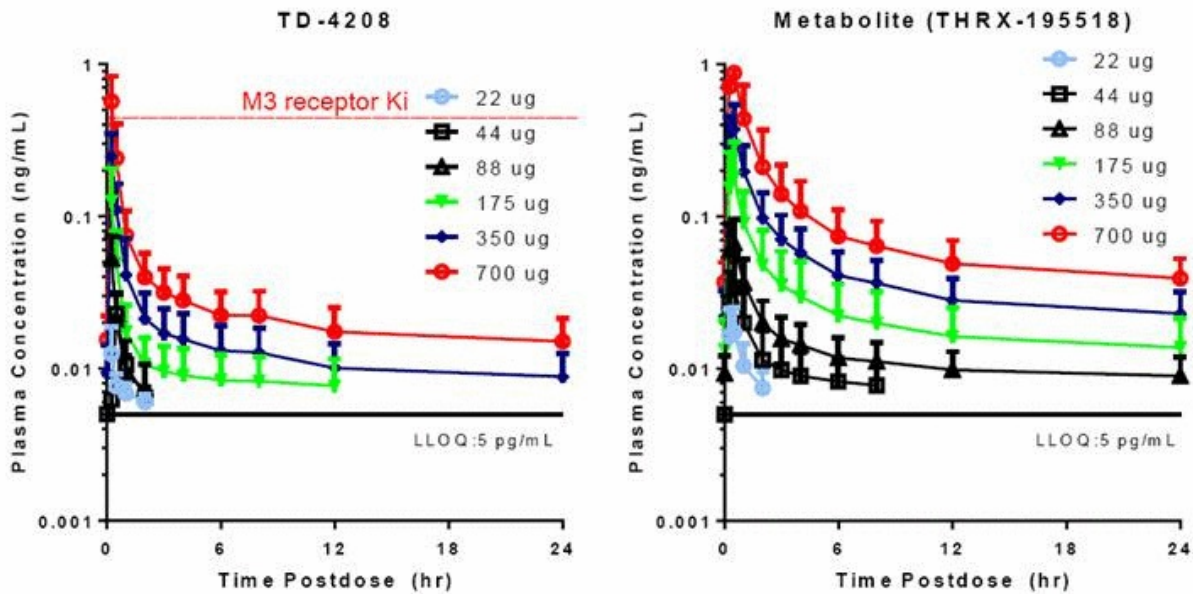 TD-4208
1
0.1
0.01
0.001
Plasma Concentration (ng/mL)
M3 receptor Ki
22 ug
44 ug
88 ug
175 ug
350 ug
700 ug
LLOQ:5 pg/mL
0 6 12 18 24
Time Postdose (hr)
Metabolite (THRX-195518)
1
0.1
0.01
0.001
Plasma Concentration (ng/mL)
22 ug
44 ug
88 ug
175 ug
350 ug
700 ug
LLOQ:5 pg/mL
0 6 12 18 24
Time Postdose (hr)